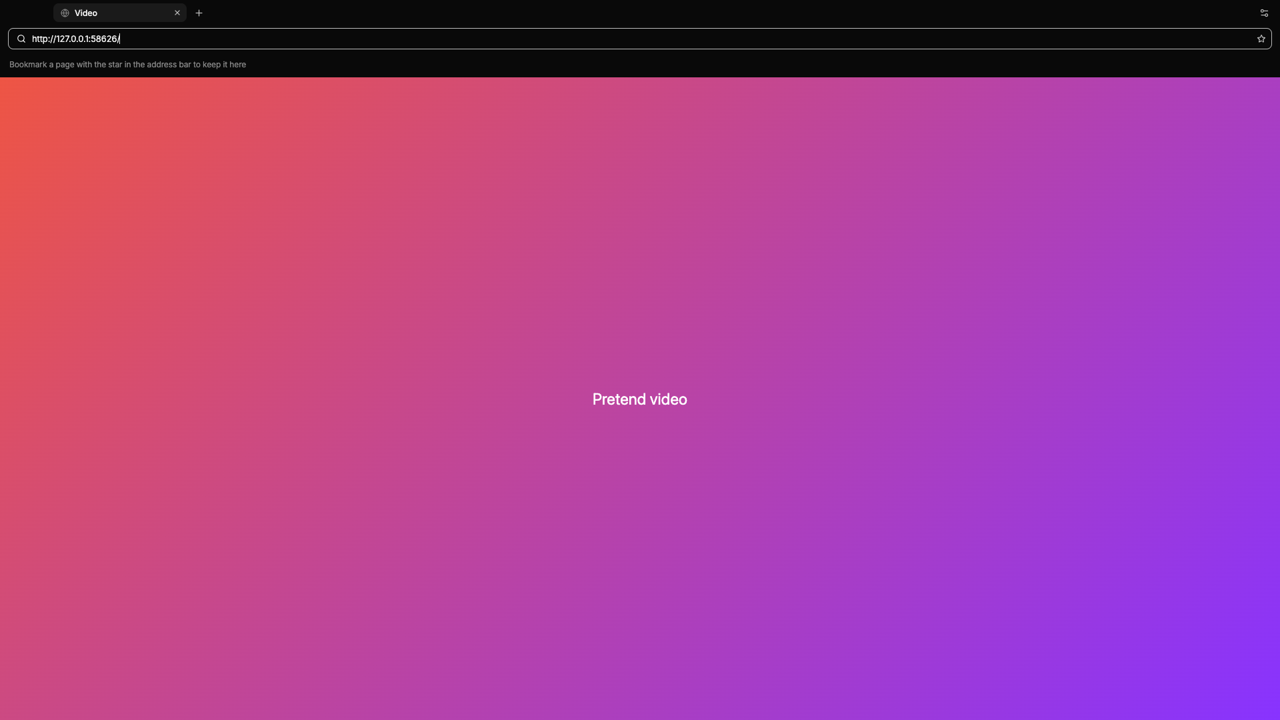 Video
http://127.0.0.1:58626/
Bookmark a page with the star in the address bar to keep it here
Pretend video